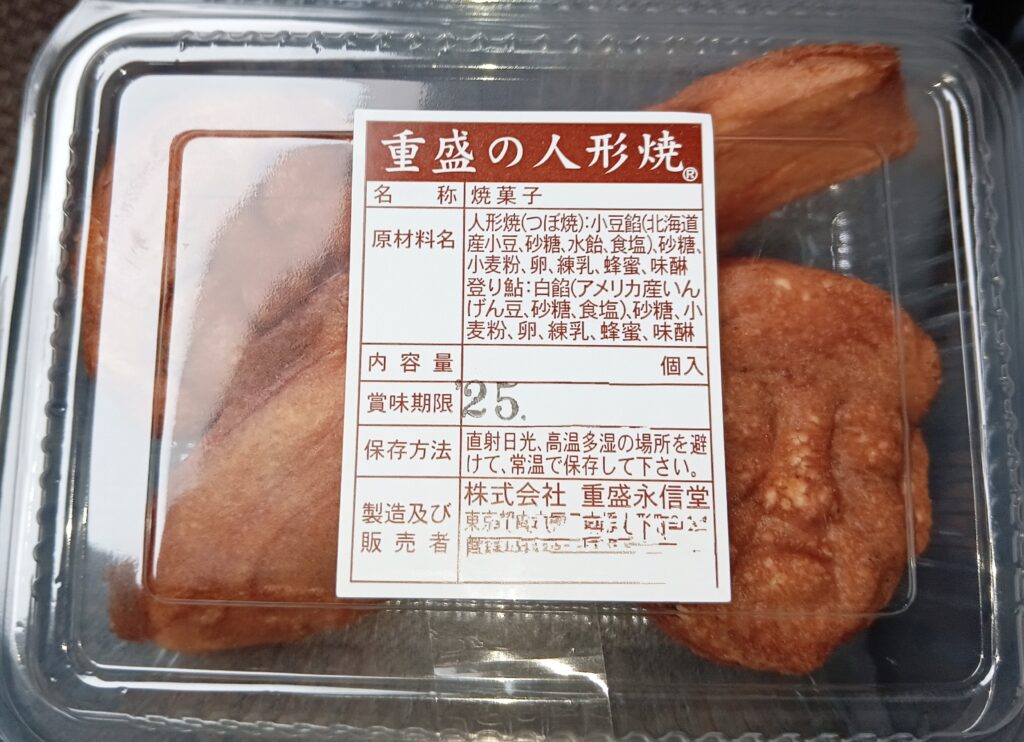 重盛の人形焼®
名称 焼菓子
原材料名 人形焼(つぼ焼):小豆餡(北海道
産小豆、砂糖、水飴、食塩)、砂糖、
小麦粉、卵、練乳、蜂蜜、味醂
登り鮎:白餡(アメリカ産いん
げん豆、砂糖、食塩)、砂糖、小
麦粉、卵、練乳、蜂蜜、味醂
内容量 個入
賞味期限 '25.
保存方法 直射日光、高温多湿の場所を避
けて、常温で保存して下さい。
製造及び販売者 株式会社 重盛永信堂
東京都